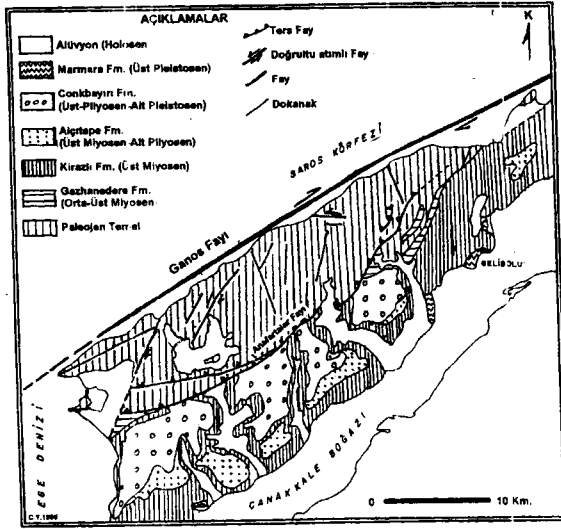 AÇIKLAMALAR
Alüvyon (Holosen
Marmara Fm. (Üst Pleistosen)
Conkbayırı Fm.
(Üst-Pliyosen-Alt Pleistosen)
Alçıtepe Fm.
(Üst Miyosen-Alt Pliyosen)
Kirazlı Fm. (Üst Miyosen)
Gazhanedere Fm.
(Orta-Üst Miyosen
Paleojen Temel
Ters Fay
Doğrultu atımlı Fay
Fay
Dokanak
K
SAROS KÖRFEZİ
Ganos Fayı
GELİBOLU
Anafartalar Fayı
EGE DENİZİ
ÇANAKKALE BOĞAZI
0 10 Km.